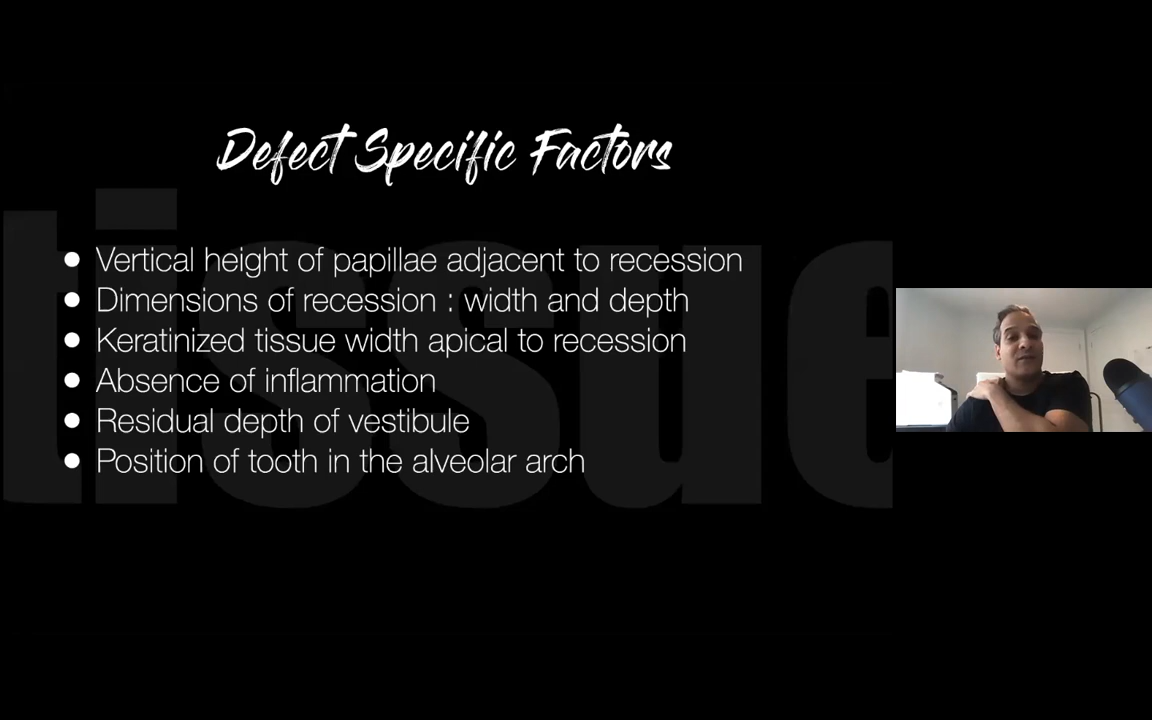 Defect Specific Factors
tissue
• Vertical height of papillae adjacent to recession
• Dimensions of recession : width and depth
• Keratinized tissue width apical to recession
• Absence of inflammation
• Residual depth of vestibule
• Position of tooth in the alveolar arch